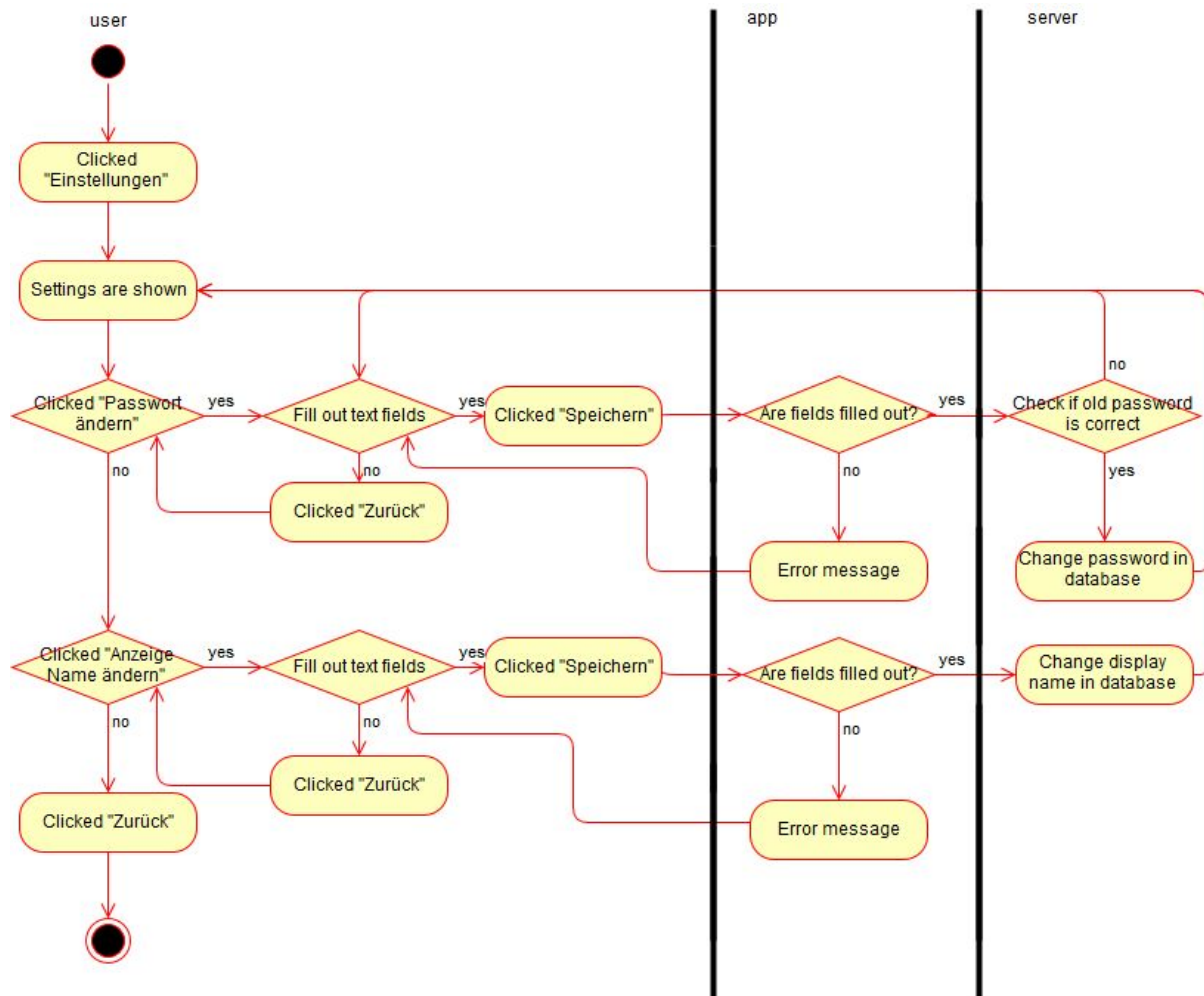 user
app
server
Clicked
"Einstellungen"
Settings are shown
no
Clicked "Passwort
ändern"
yes
Fill out text fields
yes
Clicked "Speichern"
Are fields filled out?
yes
Check if old password
is correct
no
no
no
yes
Clicked "Zurück"
Error message
Change password in
database
Clicked "Anzeige
Name ändern"
yes
Fill out text fields
yes
Clicked "Speichern"
Are fields filled out?
yes
Change display
name in database
no
no
no
Clicked "Zurück"
Clicked "Zurück"
Error message